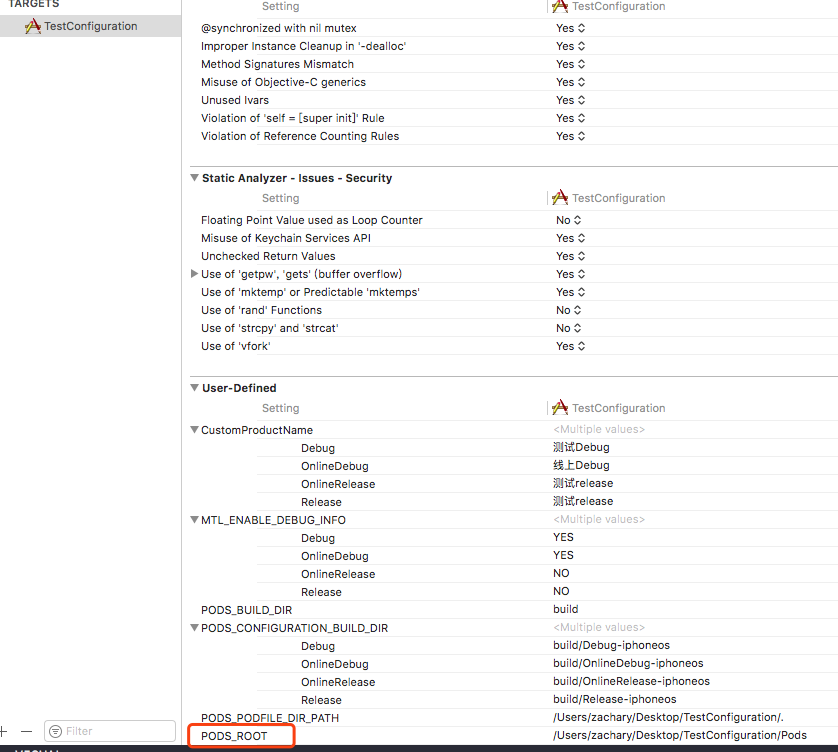 TARGETS
TestConfiguration
Setting TestConfiguration
@synchronized with nil mutex Yes
Improper Instance Cleanup in '-dealloc' Yes
Method Signatures Mismatch Yes
Misuse of Objective-C generics Yes
Unused Ivars Yes
Violation of 'self = [super init]' Rule Yes
Violation of Reference Counting Rules Yes
Static Analyzer - Issues - Security
Setting TestConfiguration
Floating Point Value used as Loop Counter No
Misuse of Keychain Services API Yes
Unchecked Return Values Yes
Use of 'getpw', 'gets' (buffer overflow) Yes
Use of 'mktemp' or Predictable 'mktemps' Yes
Use of 'rand' Functions No
Use of 'strcpy' and 'strcat' No
Use of 'vfork' Yes
User-Defined
Setting TestConfiguration
CustomProductName <Multiple values>
Debug 测试Debug
OnlineDebug 线上Debug
OnlineRelease 测试release
Release 测试release
MTL_ENABLE_DEBUG_INFO <Multiple values>
Debug YES
OnlineDebug YES
OnlineRelease NO
Release NO
PODS_BUILD_DIR build
PODS_CONFIGURATION_BUILD_DIR <Multiple values>
Debug build/Debug-iphoneos
OnlineDebug build/OnlineDebug-iphoneos
OnlineRelease build/OnlineRelease-iphoneos
Release build/Release-iphoneos
PODS_PODFILE_DIR_PATH /Users/zachary/Desktop/TestConfiguration/.
PODS_ROOT /Users/zachary/Desktop/TestConfiguration/Pods
Filter